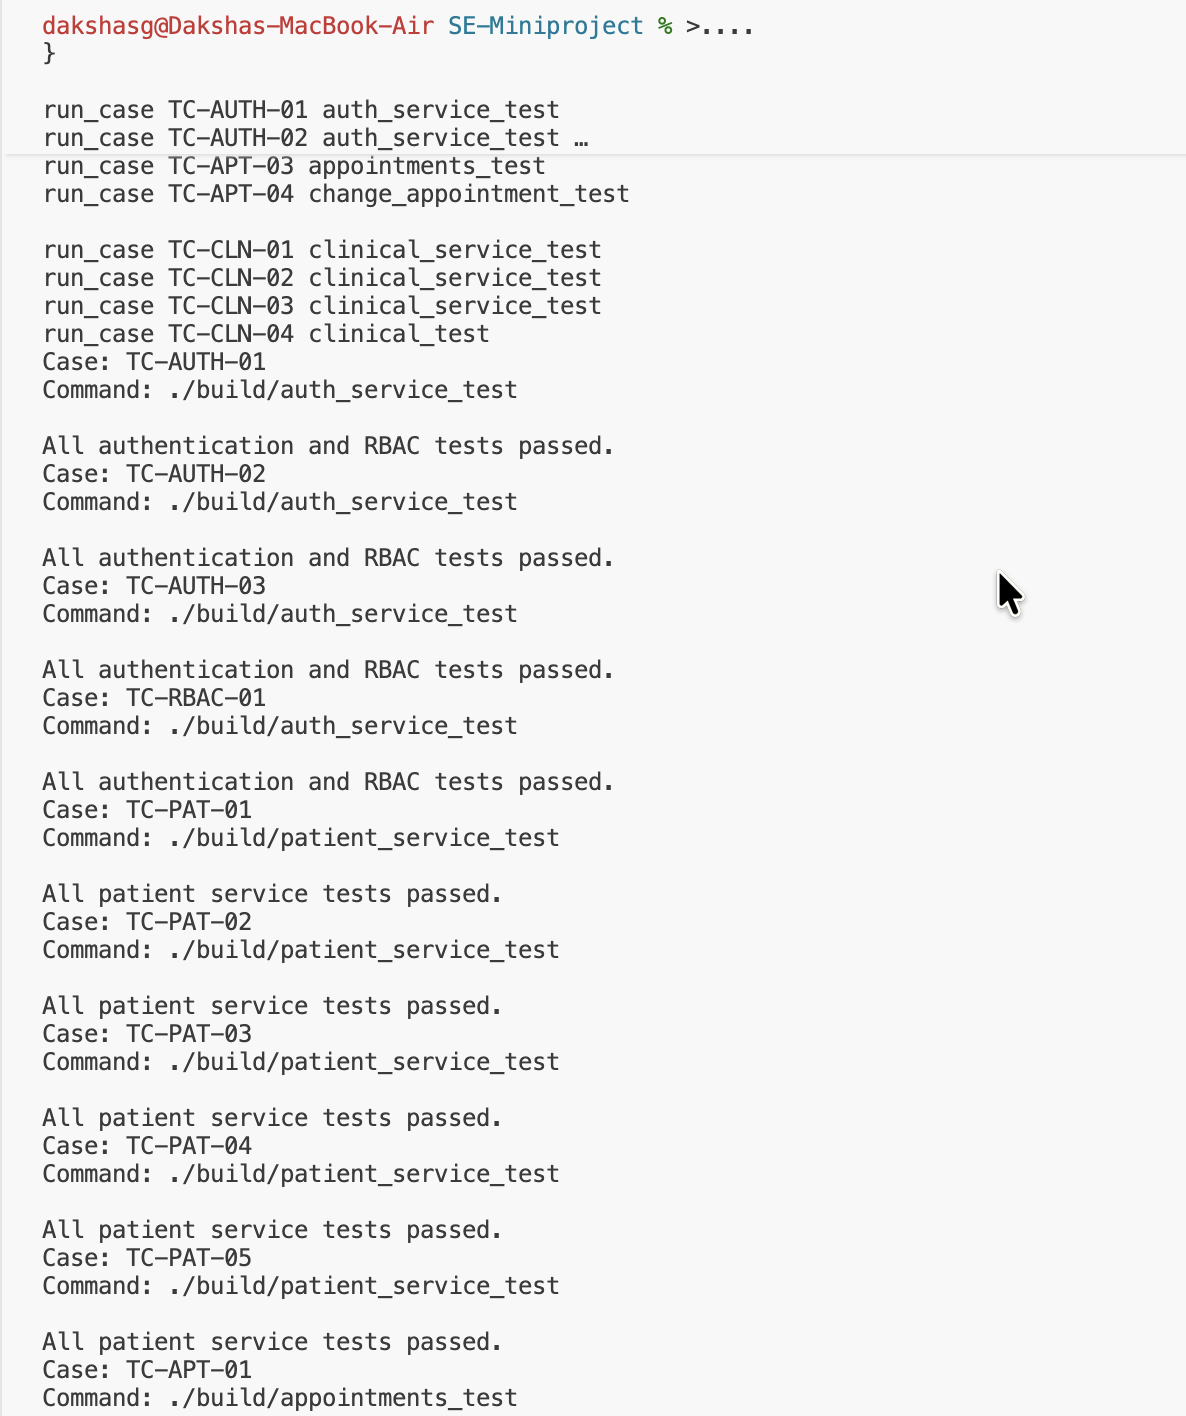 dakshasg@Dakshas-MacBook-Air SE-Miniproject % >....
}
run_case TC-AUTH-01 auth_service_test
run_case TC-AUTH-02 auth_service_test …
run_case TC-APT-03 appointments_test
run_case TC-APT-04 change_appointment_test
run_case TC-CLN-01 clinical_service_test
run_case TC-CLN-02 clinical_service_test
run_case TC-CLN-03 clinical_service_test
run_case TC-CLN-04 clinical_test
Case: TC-AUTH-01
Command: ./build/auth_service_test
All authentication and RBAC tests passed.
Case: TC-AUTH-02
Command: ./build/auth_service_test
All authentication and RBAC tests passed.
Case: TC-AUTH-03
Command: ./build/auth_service_test
All authentication and RBAC tests passed.
Case: TC-RBAC-01
Command: ./build/auth_service_test
All authentication and RBAC tests passed.
Case: TC-PAT-01
Command: ./build/patient_service_test
All patient service tests passed.
Case: TC-PAT-02
Command: ./build/patient_service_test
All patient service tests passed.
Case: TC-PAT-03
Command: ./build/patient_service_test
All patient service tests passed.
Case: TC-PAT-04
Command: ./build/patient_service_test
All patient service tests passed.
Case: TC-PAT-05
Command: ./build/patient_service_test
All patient service tests passed.
Case: TC-APT-01
Command: ./build/appointments_test